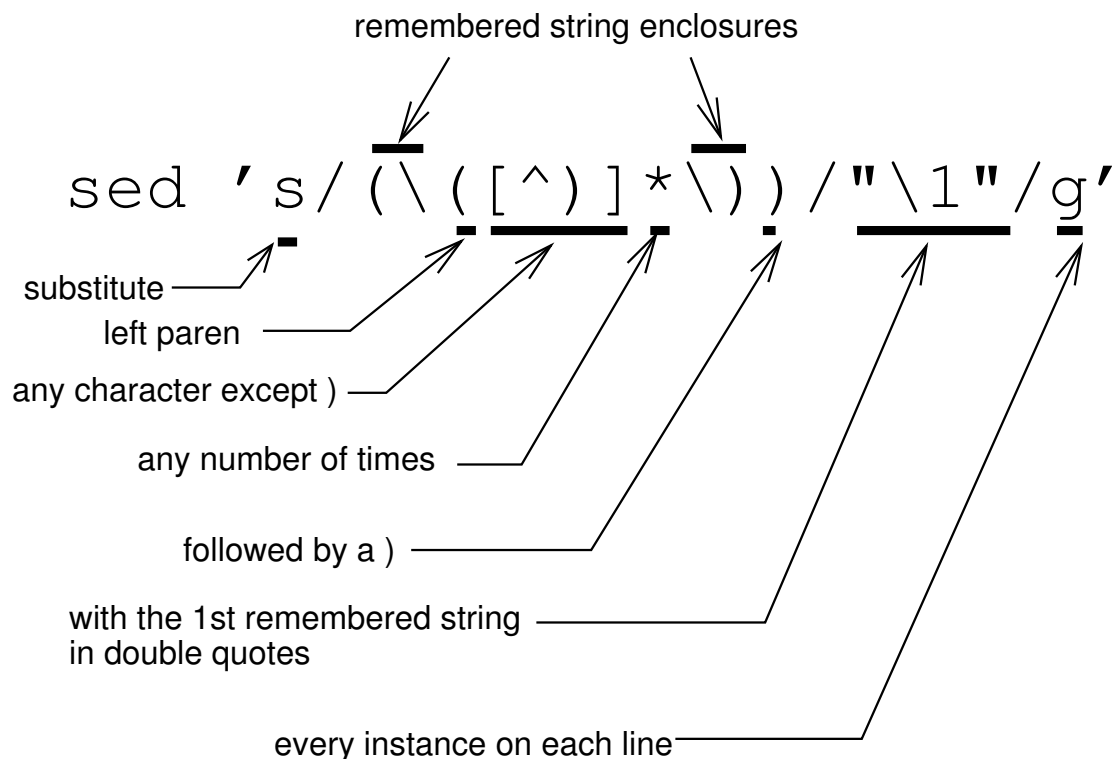 remembered string enclosures
sed 's/(\([^)]*\))/"\1"/g'
substitute
left paren
any character except )
any number of times
followed by a )
with the 1st remembered string
in double quotes
every instance on each line